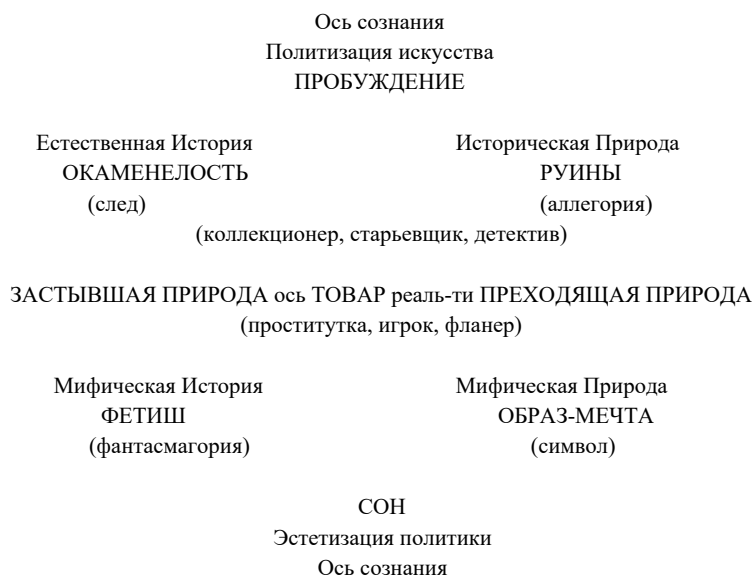 Ось сознания
Политизация искусства
ПРОБУЖДЕНИЕ
Естественная История Историческая Природа
ОКАМЕНЕЛОСТЬ РУИНЫ
(след) (аллегория)
(коллекционер, старьевщик, детектив)
ЗАСТЫВШАЯ ПРИРОДА ось ТОВАР реаль-ти ПРЕХОДЯЩАЯ ПРИРОДА
(проститутка, игрок, фланер)
Мифическая История Мифическая Природа
ФЕТИШ ОБРАЗ-МЕЧТА
(фантасмагория) (символ)
СОН
Эстетизация политики
Ось сознания